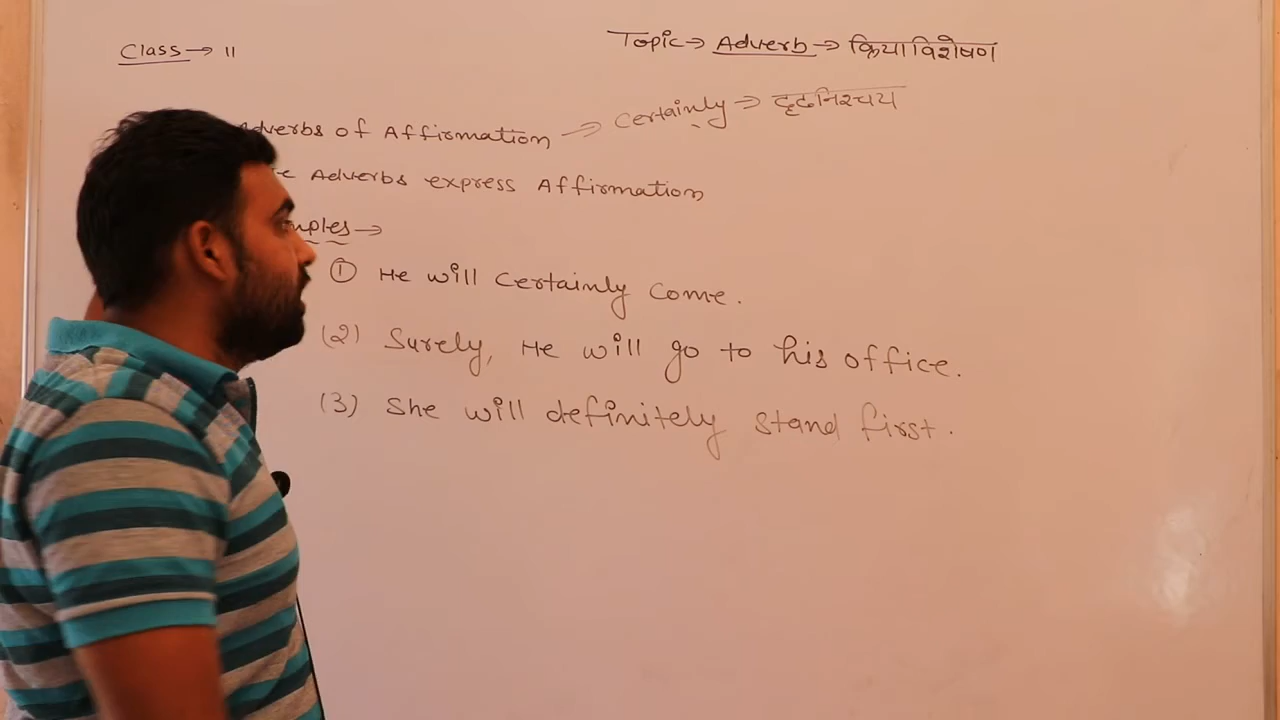 Class → 11
Topic → Adverb → क्रिया विशेषण
Adverbs of Affirmation → Certainly → दृढनिश्चय
Adverbs express Affirmation
① He will certainly come.
(2) Surely, He will go to his office.
(3) She will definitely stand first.